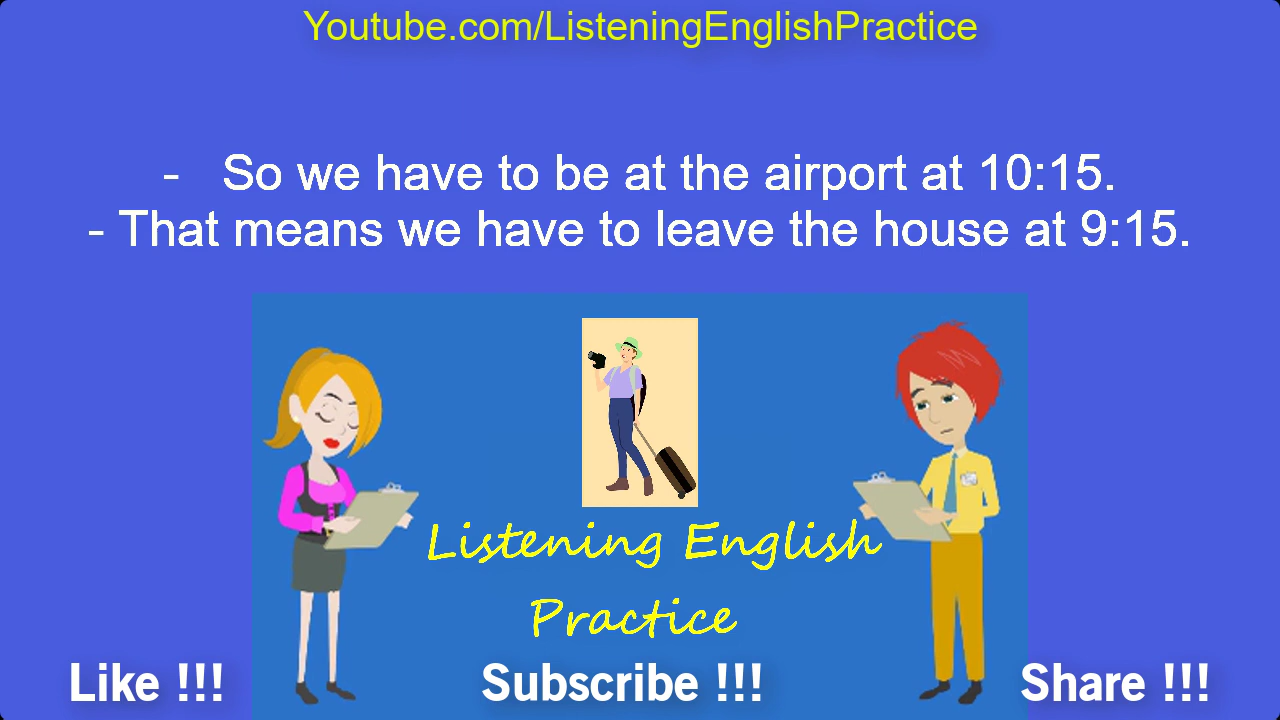 Youtube.com/ListeningEnglishPractice
- So we have to be at the airport at 10:15.
- That means we have to leave the house at 9:15.
Listening English
Practice
Like !!! Subscribe !!! Share !!!